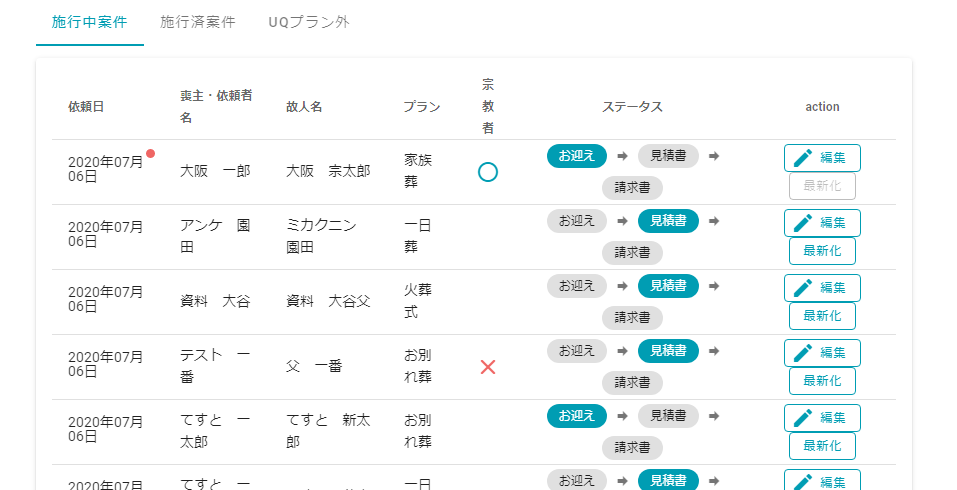 施行中案件 施行済案件 UQプラン外
依頼日 喪主・依頼者名 故人名 プラン 宗教者 ステータス action
2020年07月06日 大阪　一郎 大阪　宗太郎 家族葬 お迎え 見積書 請求書 編集 最新化
2020年07月06日 アンケ　園田 ミカクニン　園田 一日葬 お迎え 見積書 請求書 編集 最新化
2020年07月06日 資料　大谷 資料　大谷父 火葬式 お迎え 見積書 請求書 編集 最新化
2020年07月06日 テスト　一番 父　一番 お別れ葬 お迎え 見積書 請求書 編集 最新化
2020年07月06日 てすと　一太郎 てすと　新太郎 お別れ葬 お迎え 見積書 請求書 編集 最新化
2020年07月 てすと　一 一日 お迎え 見積書 編集